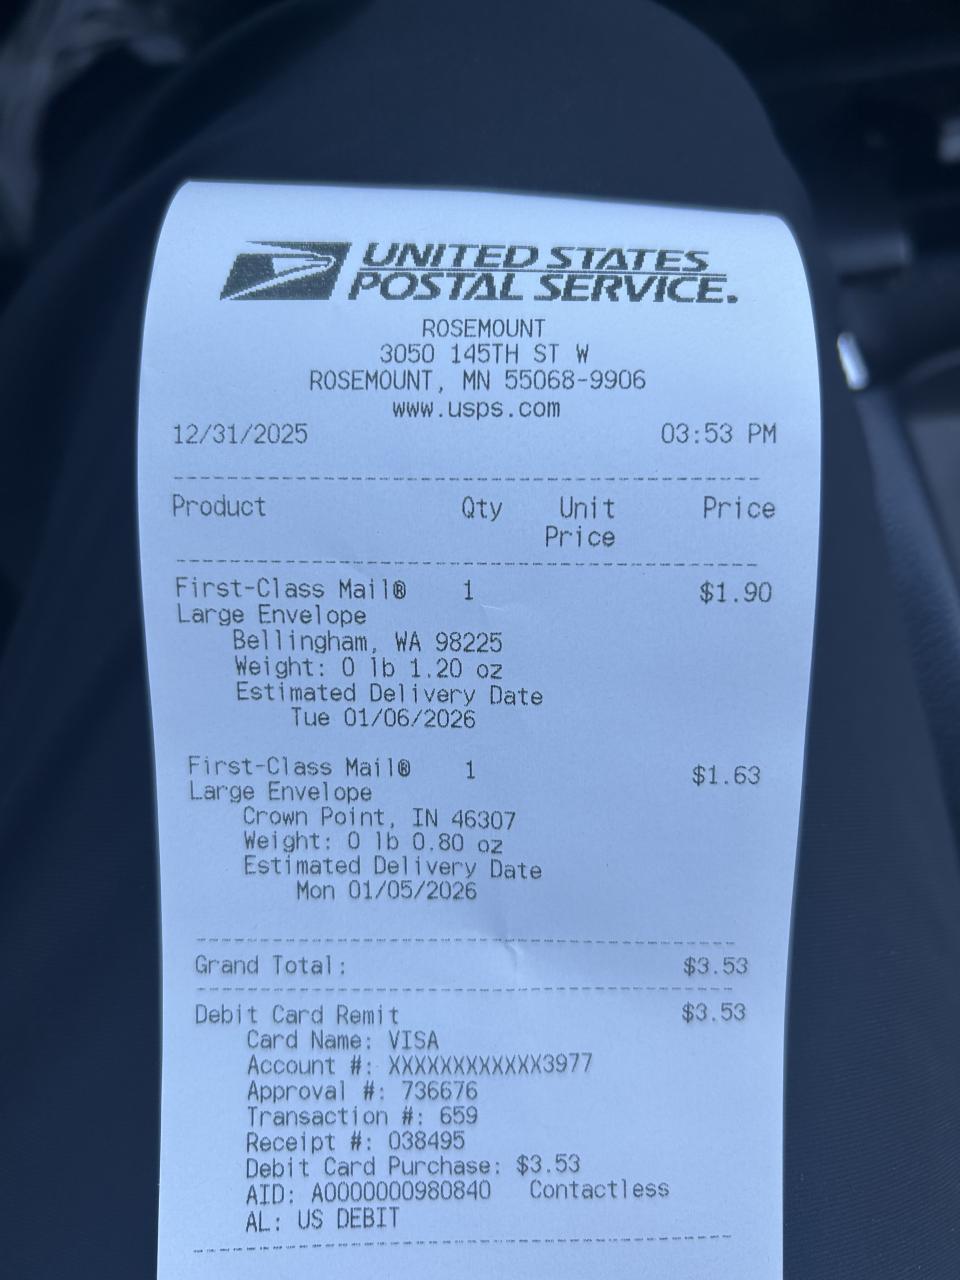 UNITED STATES
POSTAL SERVICE.
ROSEMOUNT
3050 145TH ST W
ROSEMOUNT, MN 55068-9906
www.usps.com
12/31/2025 03:53 PM
Product Qty Unit Price
Price
First-Class Mail® 1 $1.90
Large Envelope
Bellingham, WA 98225
Weight: 0 lb 1.20 oz
Estimated Delivery Date
Tue 01/06/2026
First-Class Mail® 1 $1.63
Large Envelope
Crown Point, IN 46307
Weight: 0 lb 0.80 oz
Estimated Delivery Date
Mon 01/05/2026
Grand Total: $3.53
Debit Card Remit $3.53
Card Name: VISA
Account #: XXXXXXXXXXXX3977
Approval #: 736676
Transaction #: 659
Receipt #: 038495
Debit Card Purchase: $3.53
AID: A0000000980840 Contactless
AL: US DEBIT